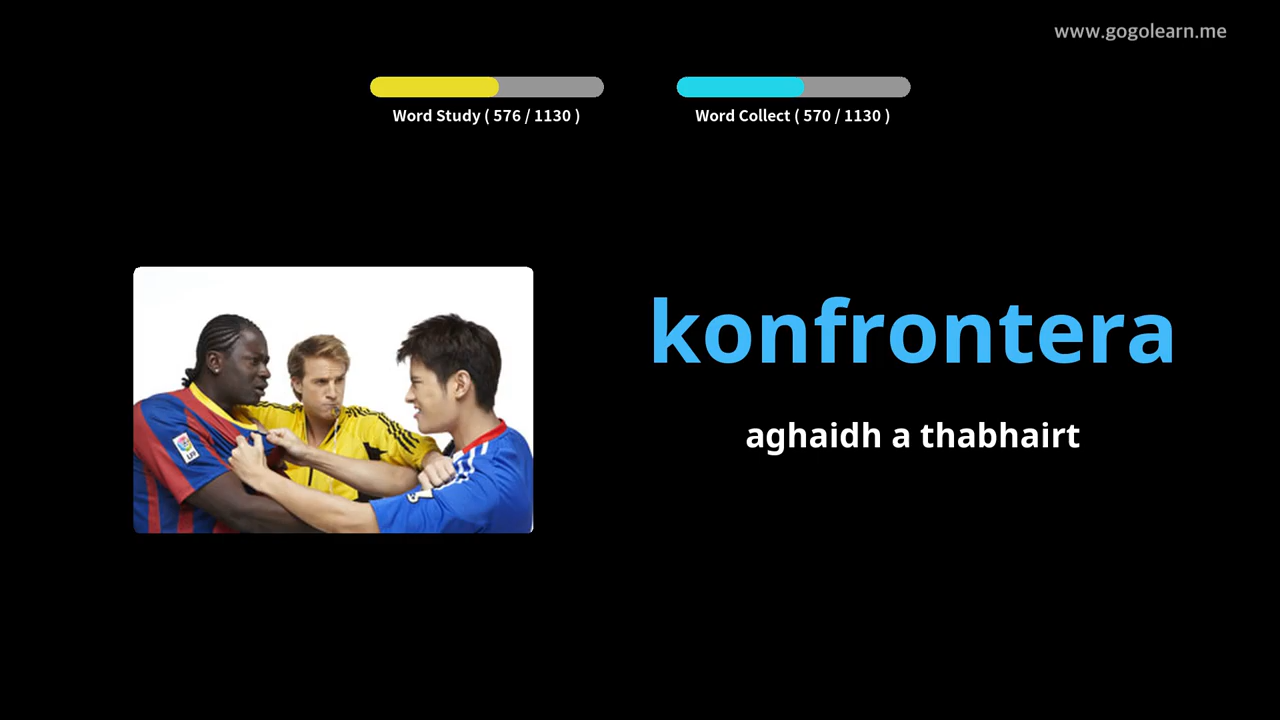 www.gogolearn.me
Word Study ( 576 / 1130 )
Word Collect ( 570 / 1130 )
konfrontera
aghaidh a thabhairt